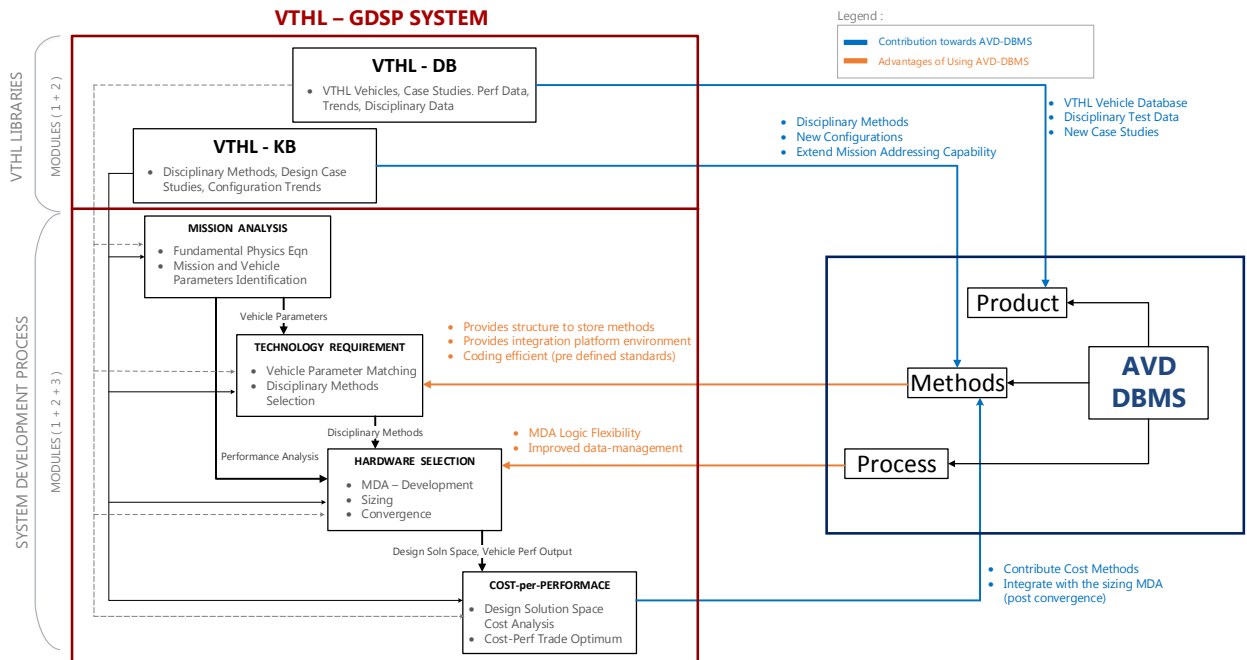 VTHL – GDSP SYSTEM
Legend :
Contribution towards AVD-DBMS
Advantages of Using AVD-DBMS
VTHL LIBRARIES
MODULES ( 1 + 2 )
VTHL - DB
• VTHL Vehicles, Case Studies. Perf Data,
Trends, Disciplinary Data
VTHL - KB
• Disciplinary Methods, Design Case
Studies, Configuration Trends
• Disciplinary Methods
• New Configurations
• Extend Mission Addressing Capability
• VTHL Vehicle Database
• Disciplinary Test Data
• New Case Studies
SYSTEM DEVELOPMENT PROCESS
MODULES ( 1 + 2 + 3 )
MISSION ANALYSIS
• Fundamental Physics Eqn
• Mission and Vehicle
Parameters Identification
Vehicle Parameters
TECHNOLOGY REQUIREMENT
• Vehicle Parameter Matching
• Disciplinary Methods
Selection
• Provides structure to store methods
• Provides integration platform environment
• Coding efficient (pre defined standards)
Disciplinary Methods
Performance Analysis
HARDWARE SELECTION
• MDA – Development
• Sizing
• Convergence
• MDA Logic Flexibility
• Improved data-management
Design Soln Space, Vehicle Perf Output
COST-per-PERFORMACE
• Design Solution Space
Cost Analysis
• Cost-Perf Trade Optimum
Product
Methods
Process
AVD
DBMS
• Contribute Cost Methods
• Integrate with the sizing MDA
(post convergence)